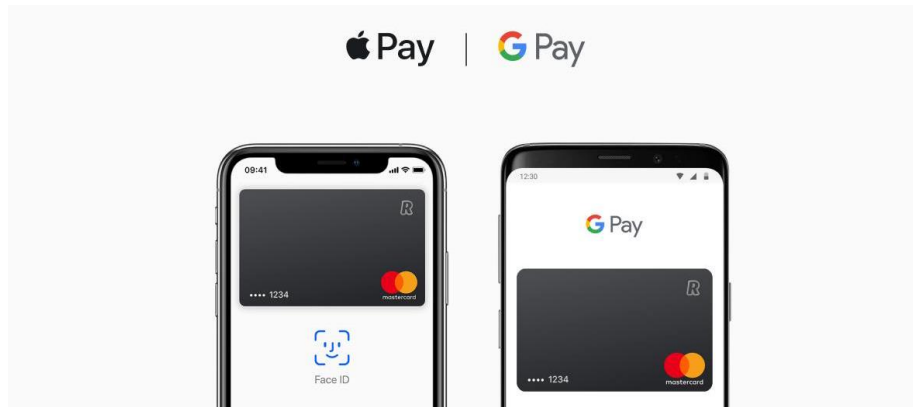 Pay | G Pay
09:41
R
•••• 1234
mastercard
Face ID
12:30
G Pay
R
•••• 1234
mastercard